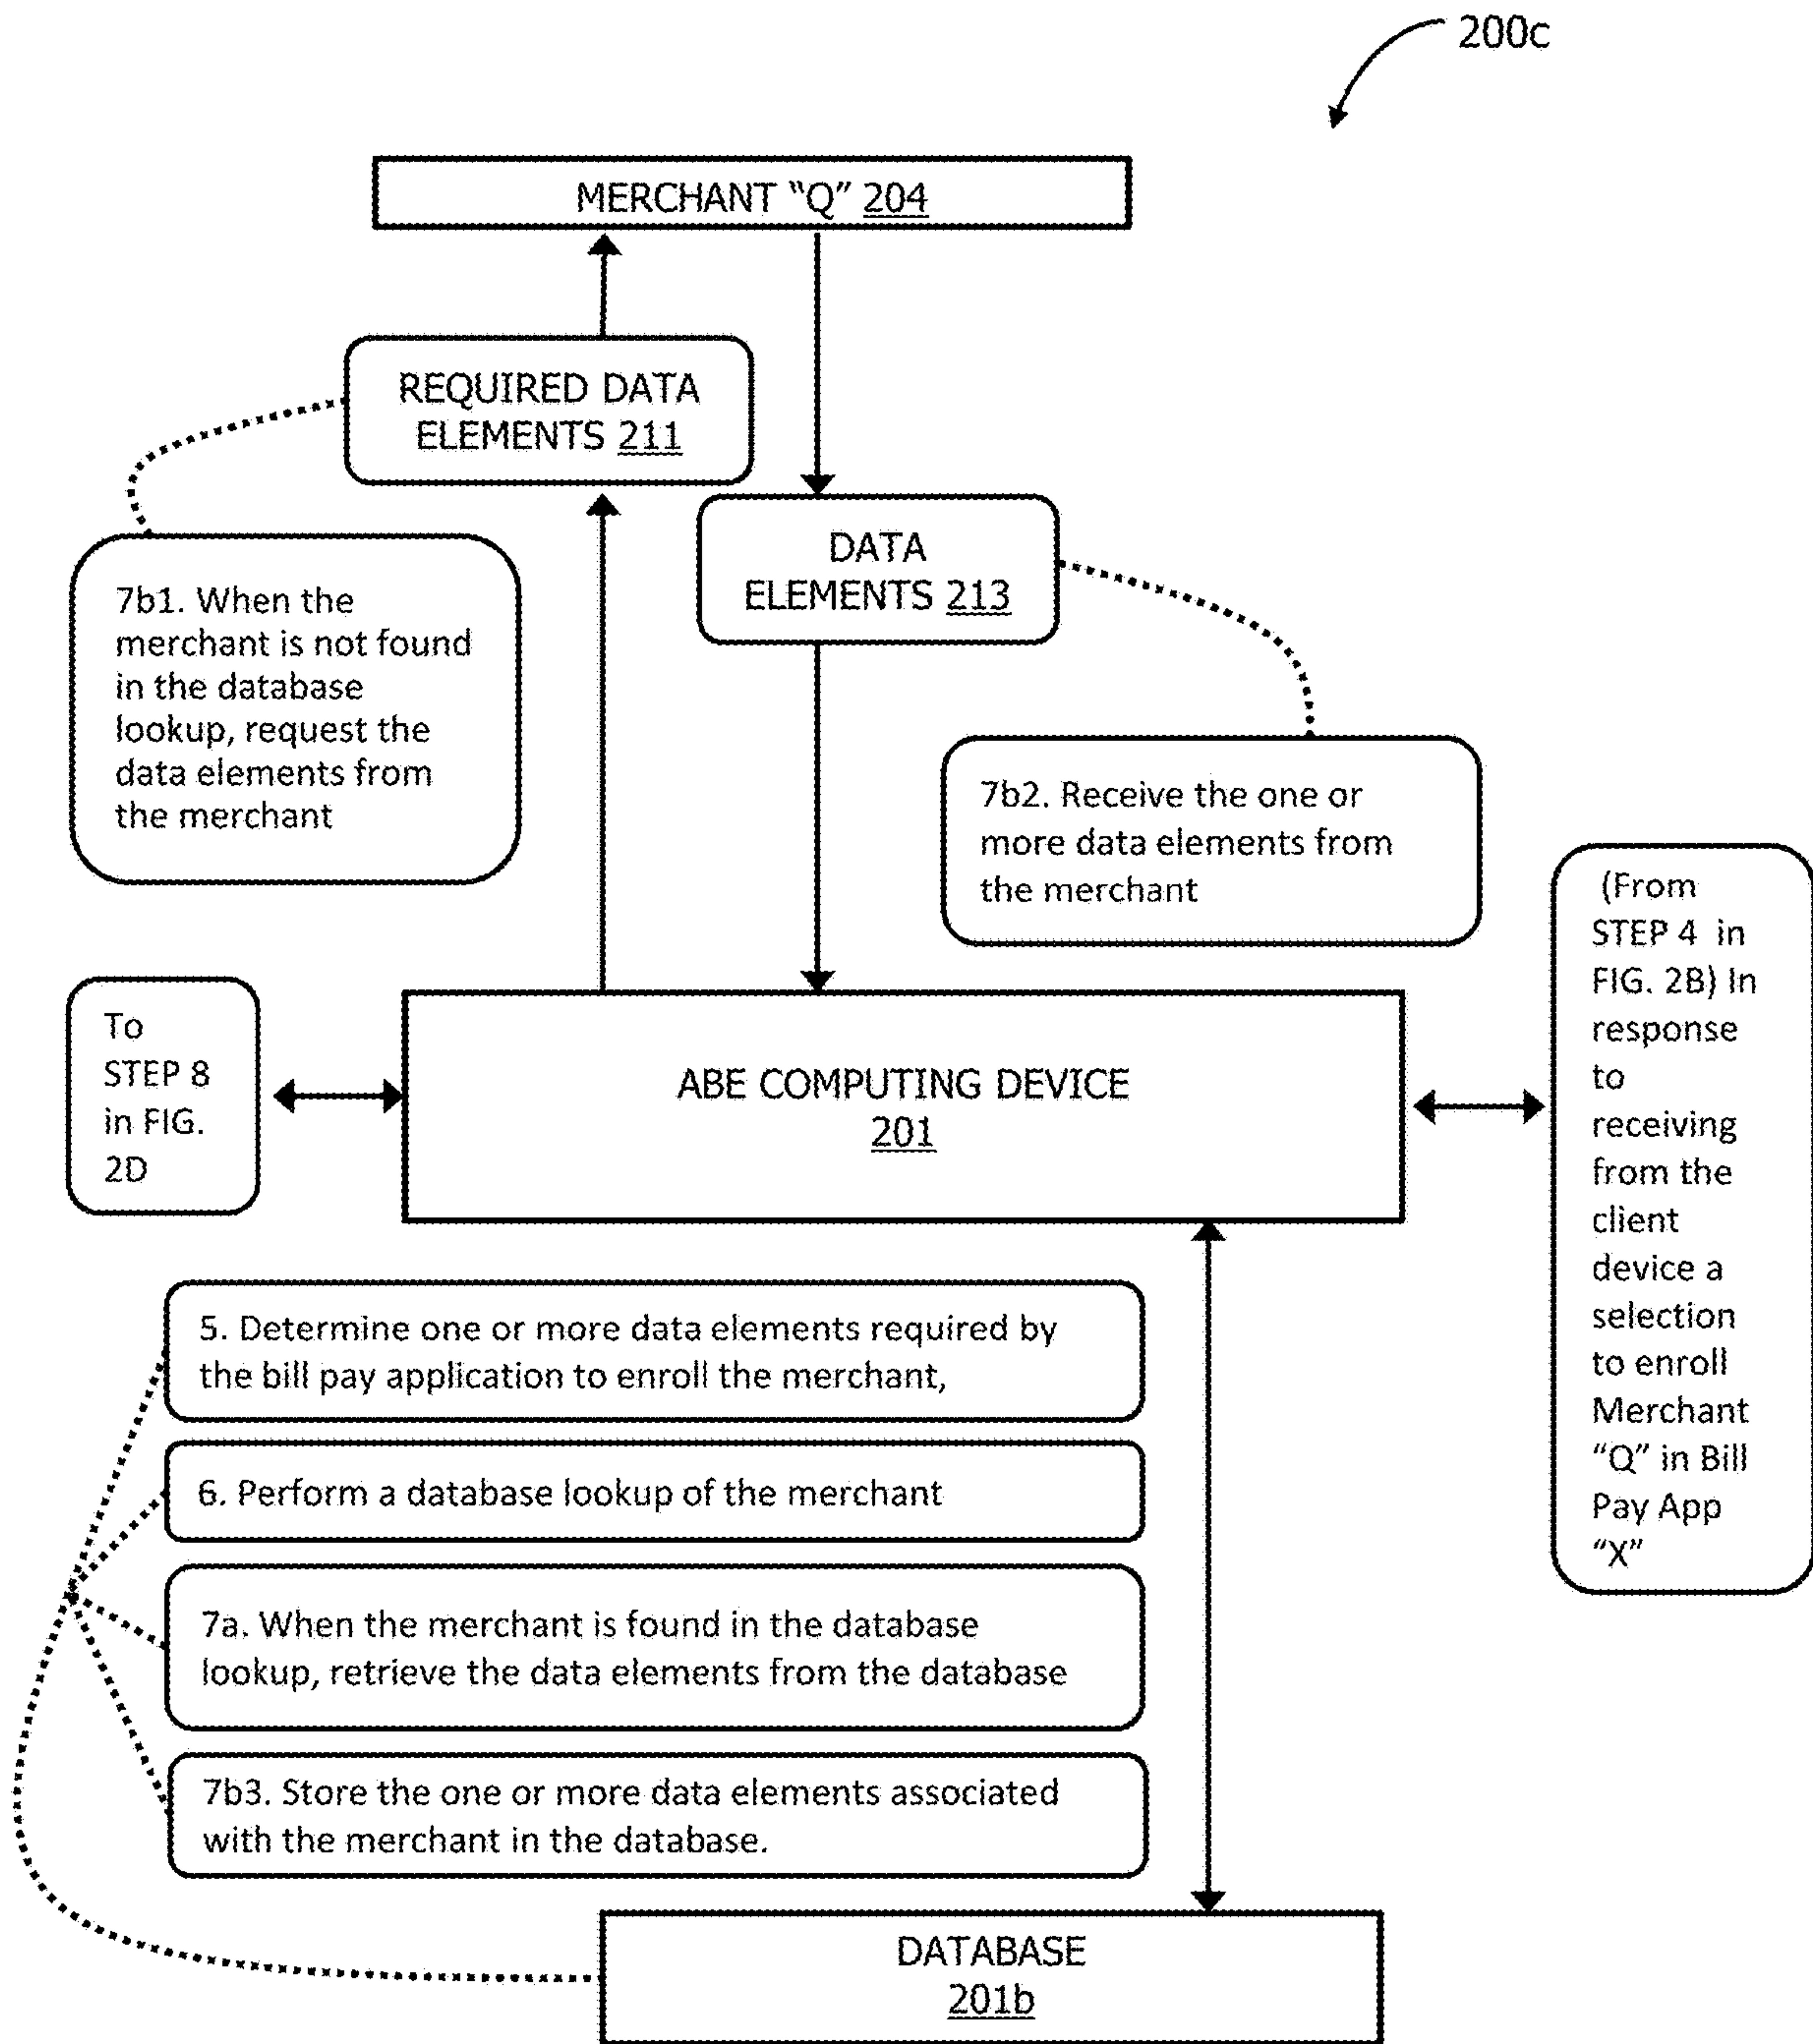 200c
MERCHANT “Q” 204
REQUIRED DATA
ELEMENTS 211
DATA
ELEMENTS 213
7b1. When the
merchant is not found
in the database
lookup, request the
data elements from
the merchant
7b2. Receive the one or
more data elements from
the merchant
To
STEP 8
in FIG.
2D
ABE COMPUTING DEVICE
201
(From
STEP 4 in
FIG. 2B) In
response
to
receiving
from the
client
device a
selection
to enroll
Merchant
“Q” in Bill
Pay App
“X”
5. Determine one or more data elements required by
the bill pay application to enroll the merchant,
6. Perform a database lookup of the merchant
7a. When the merchant is found in the database
lookup, retrieve the data elements from the database
7b3. Store the one or more data elements associated
with the merchant in the database.
DATABASE
201b